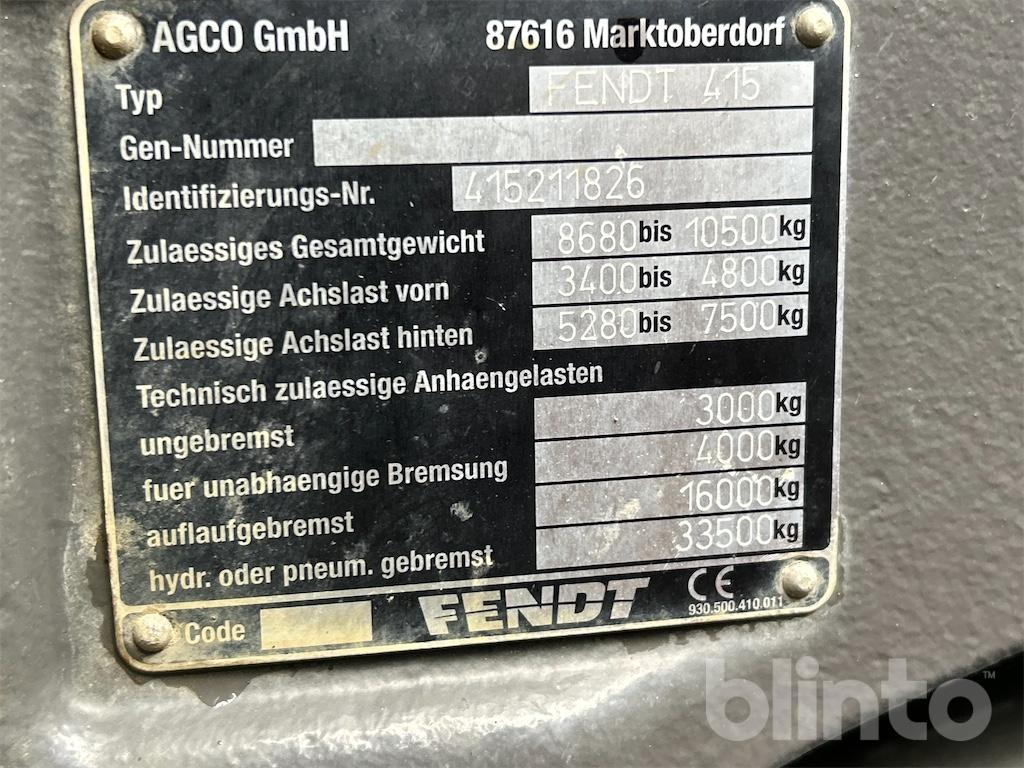 AGCO GmbH 87616 Marktoberdorf
Typ FENDT 415
Gen-Nummer
Identifizierungs-Nr. 415211826
Zulaessiges Gesamtgewicht 8680 bis 10500 kg
Zulaessige Achslast vorn 3400 bis 4800 kg
Zulaessige Achslast hinten 5280 bis 7500 kg
Technisch zulaessige Anhaengelasten
ungebremst 3000 kg
fuer unabhaengige Bremsung 4000 kg
auflaufgebremst 16000 kg
hydr. oder pneum. gebremst 33500 kg
Code FENDT CE
930.500.410.011
blinto™